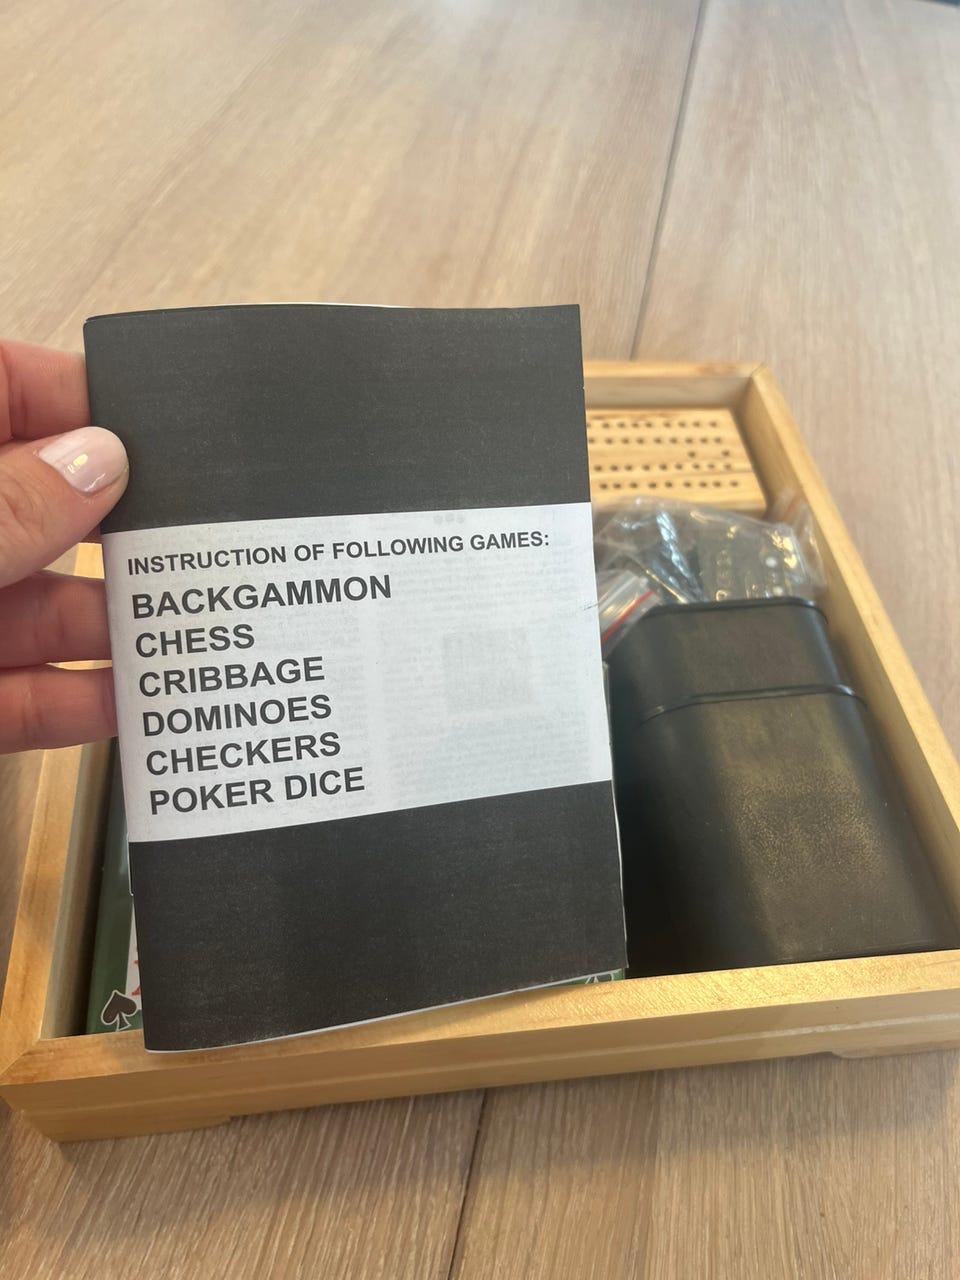 INSTRUCTION OF FOLLOWING GAMES:
BACKGAMMON
CHESS
CRIBBAGE
DOMINOES
CHECKERS
POKER DICE